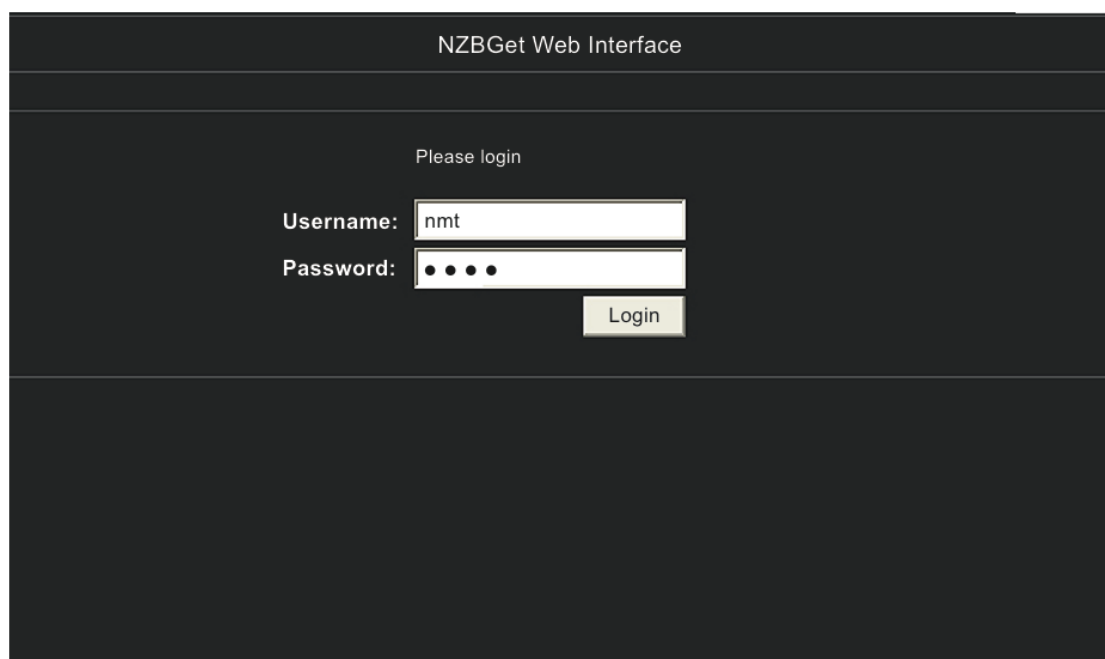 NZBGet Web Interface
Please login
Username: nmt
Password: ●●●●
Login